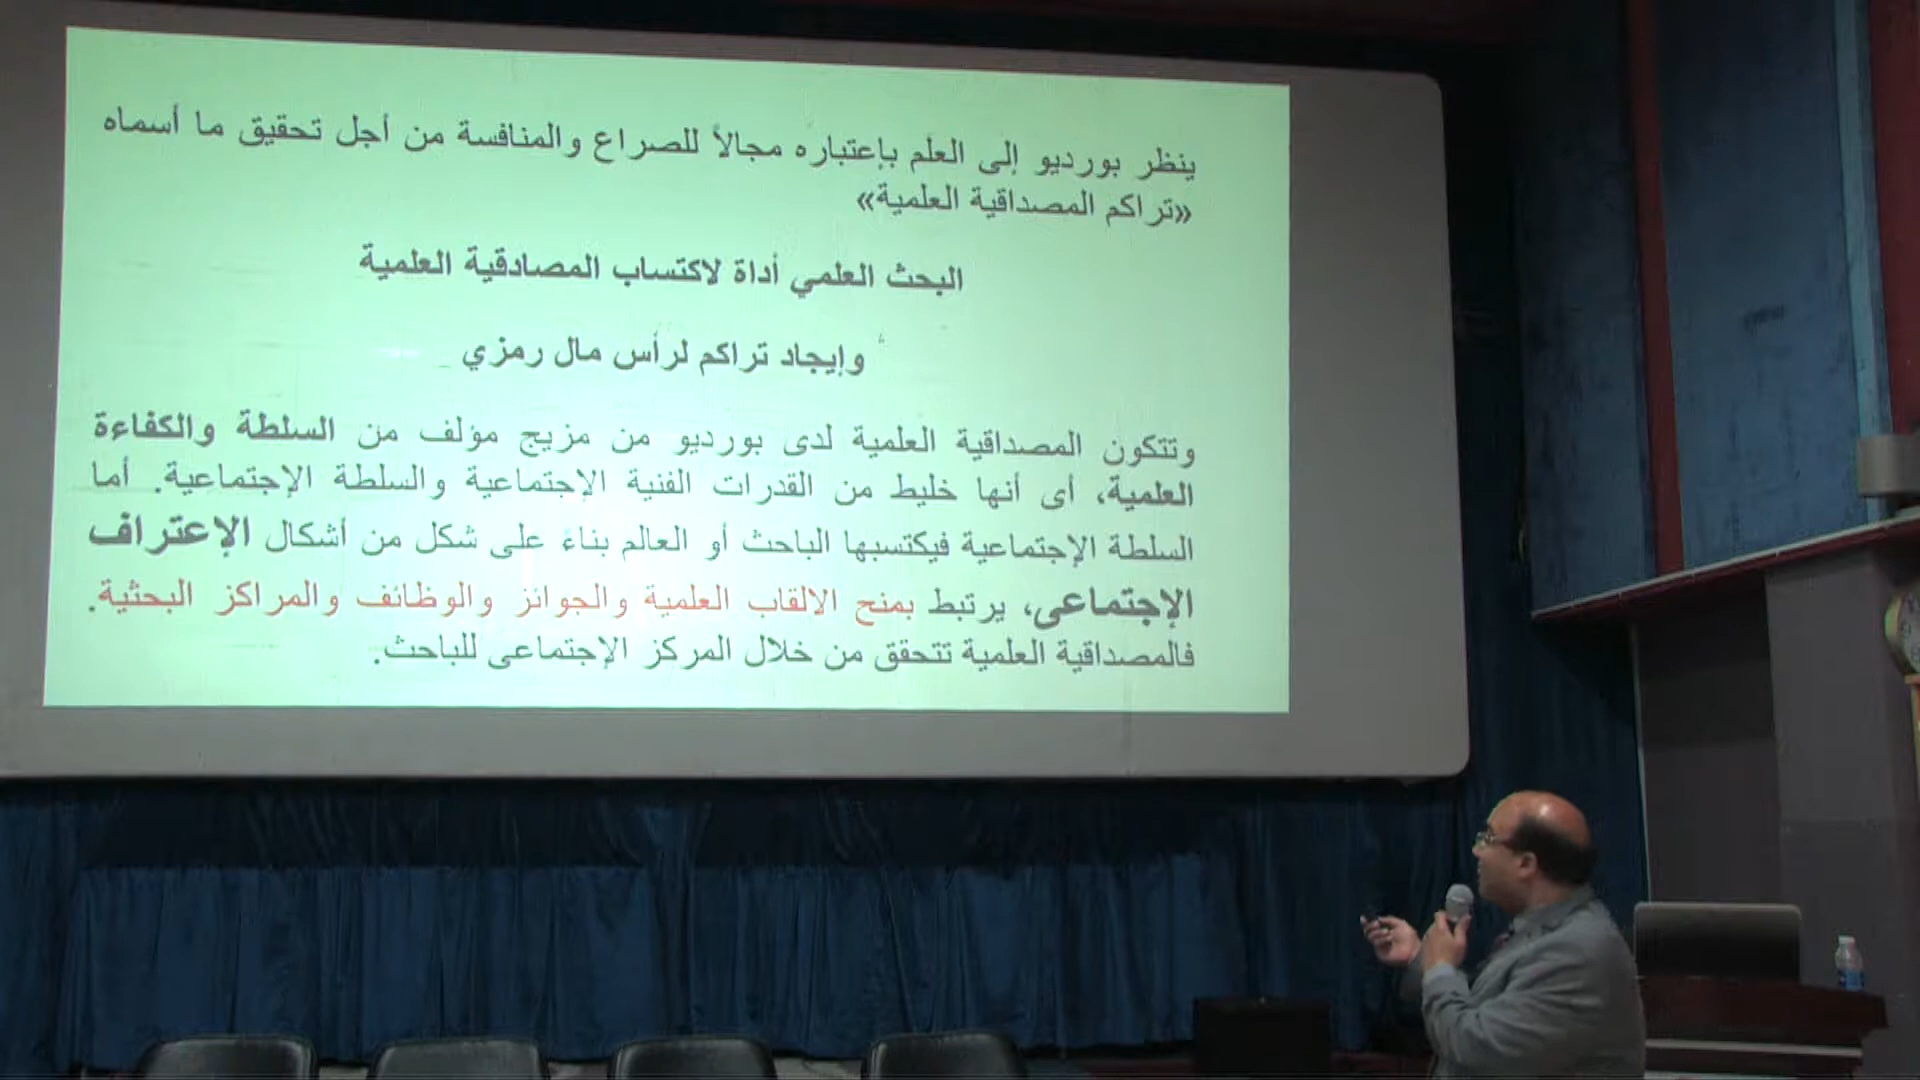 ينظر بورديو إلى العلم بإعتباره مجالاً للصراع والمنافسة من أجل تحقيق ما أسماه
«تراكم المصداقية العلمية»
البحث العلمي أداة لاكتساب المصادقية العلمية
وإيجاد تراكم لرأس مال رمزي
وتتكون المصداقية العلمية لدى بورديو من مزيج مؤلف من السلطة والكفاءة
العلمية، أى أنها خليط من القدرات الفنية الإجتماعية والسلطة الإجتماعية. أما
السلطة الإجتماعية فيكتسبها الباحث أو العالم بناءً على شكل من أشكال الإعتراف
الإجتماعى، يرتبط بمنح الالقاب العلمية والجوائز والوظائف والمراكز البحثية.
فالمصداقية العلمية تتحقق من خلال المركز الإجتماعى للباحث.